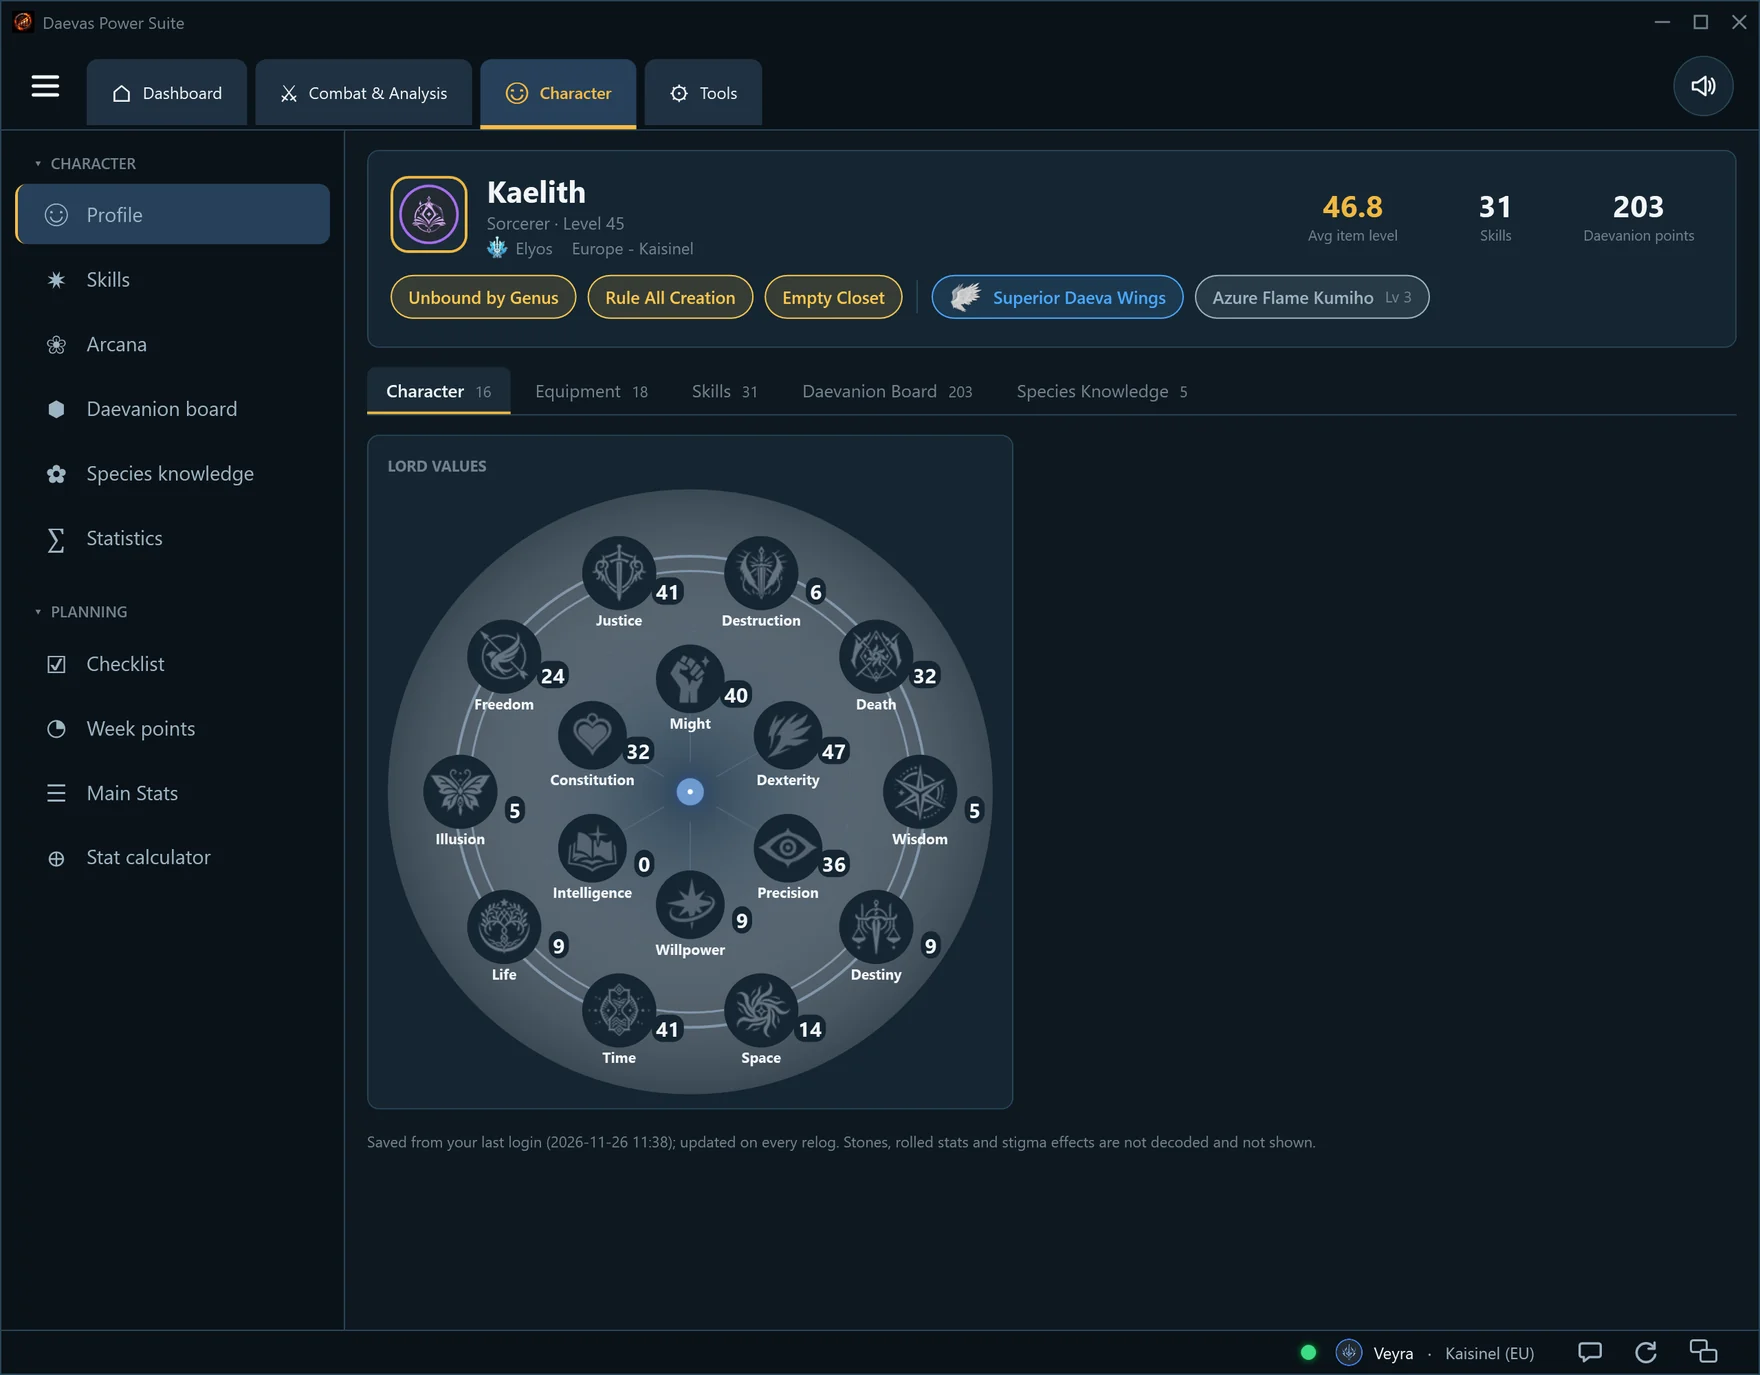 Daevas Power Suite
Dashboard
Combat & Analysis
Character
Tools
CHARACTER
Profile
Skills
Arcana
Daevanion board
Species knowledge
Statistics
PLANNING
Checklist
Week points
Main Stats
Stat calculator
Kaelith
Sorcerer · Level 45
Elyos Europe - Kaisinel
46.8
Avg item level
31
Skills
203
Daevanion points
Unbound by Genus
Rule All Creation
Empty Closet
Superior Daeva Wings
Azure Flame Kumiho Lv 3
Character 16
Equipment 18
Skills 31
Daevanion Board 203
Species Knowledge 5
LORD VALUES
41
Justice
6
Destruction
24
Freedom
32
Death
40
Might
32
Constitution
47
Dexterity
5
Illusion
5
Wisdom
0
Intelligence
36
Precision
9
Willpower
9
Life
9
Destiny
41
Time
14
Space
Saved from your last login (2026-11-26 11:38); updated on every relog. Stones, rolled stats and stigma effects are not decoded and not shown.
Veyra · Kaisinel (EU)